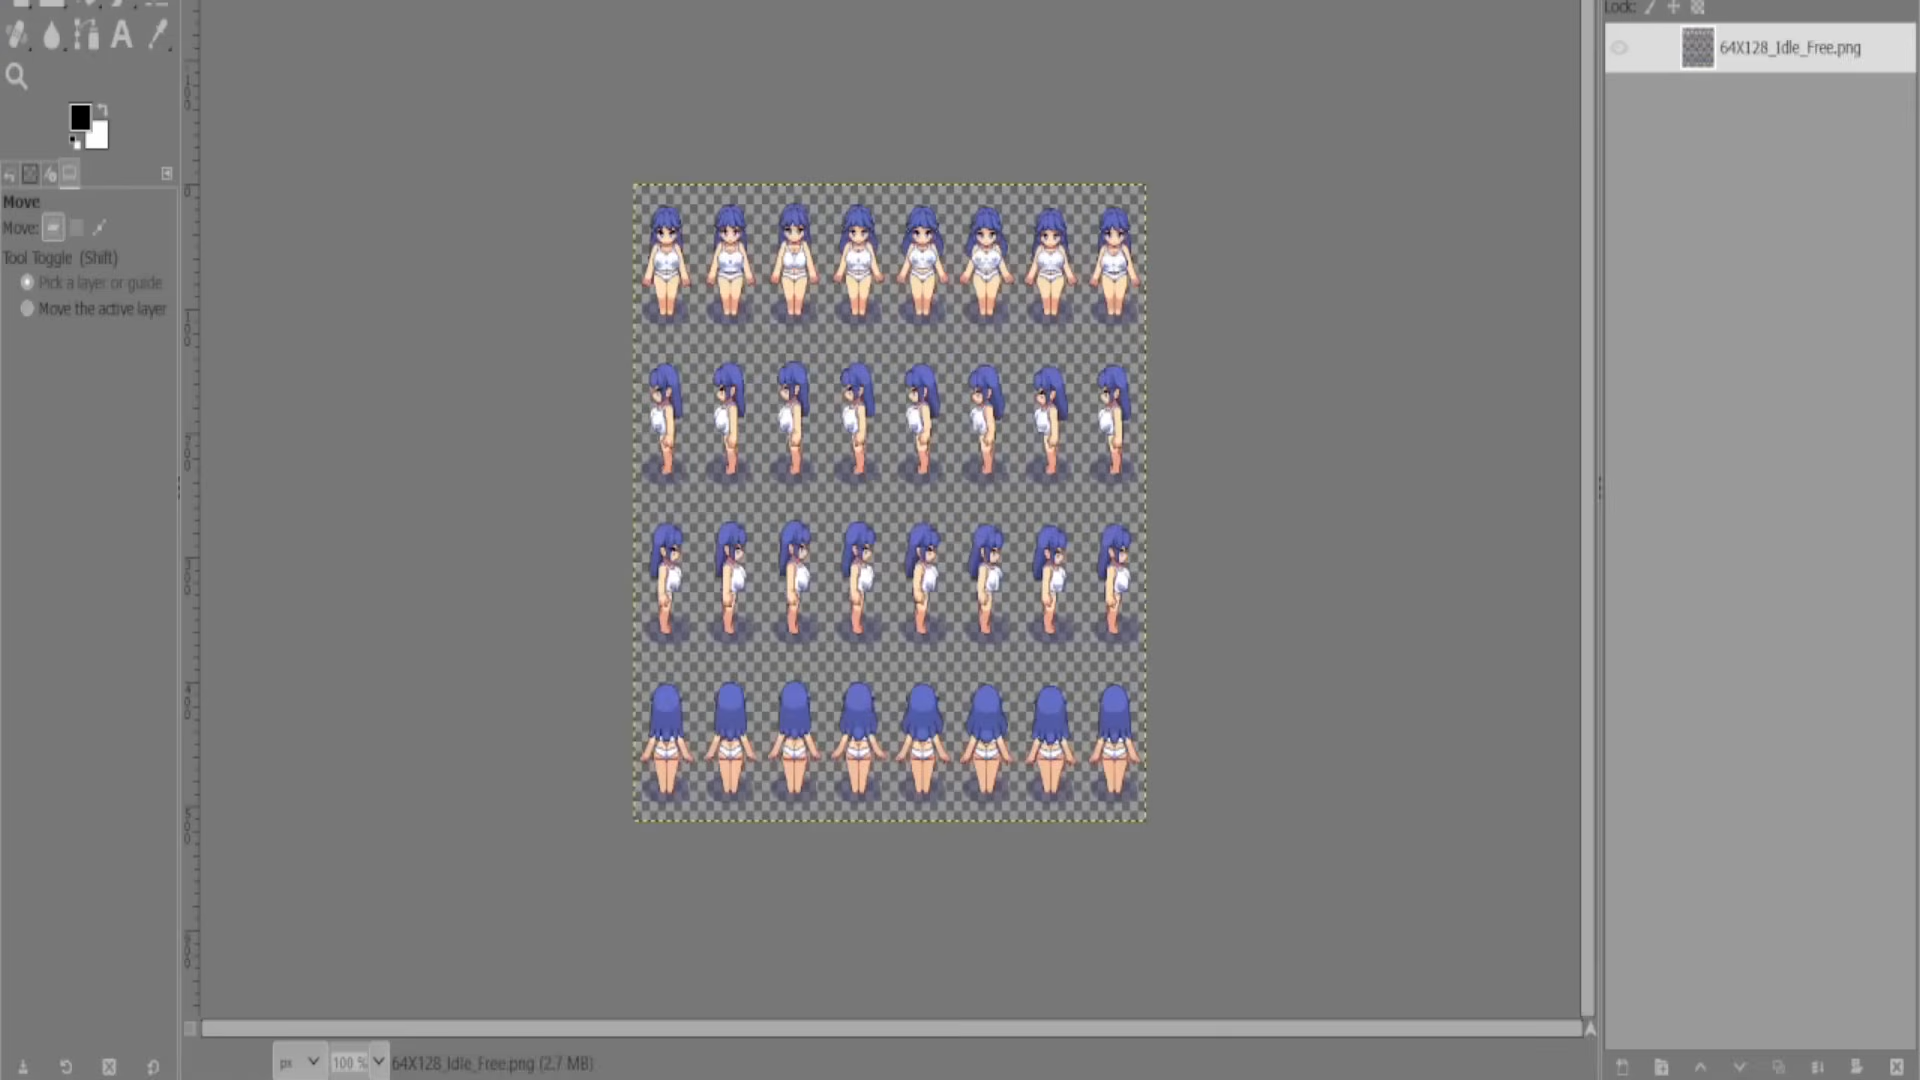 Lock:
64X128_Idle_Free.png
Move
Move:
Tool Toggle (Shift)
Pick a layer or guide
Move the active layer
px
100 %
64X128_Idle_Free.png (2.7 MB)